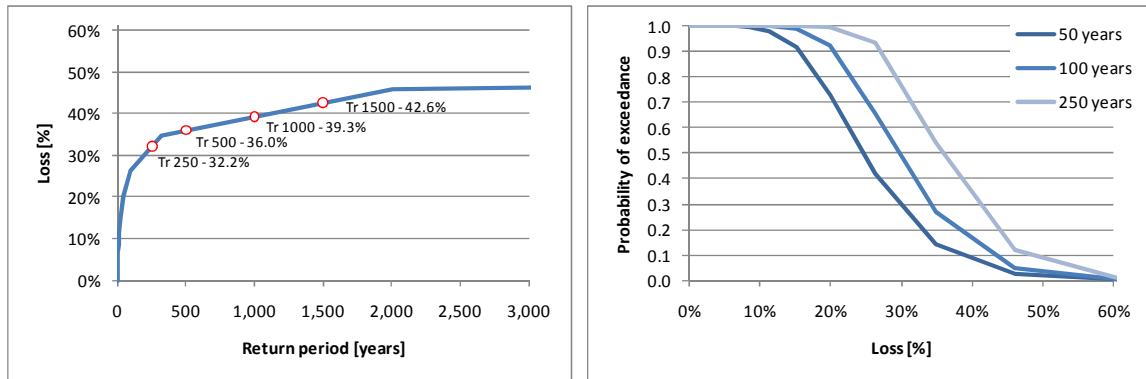 60%
50%
40%
30%
20%
10%
0%
Loss [%]
Tr 1500 - 42.6%
Tr 1000 - 39.3%
Tr 500 - 36.0%
Tr 250 - 32.2%
0 500 1,000 1,500 2,000 2,500 3,000
Return period [years]
1.0
0.9
0.8
0.7
0.6
0.5
0.4
0.3
0.2
0.1
0.0
Probability of exceedance
50 years
100 years
250 years
0% 10% 20% 30% 40% 50% 60%
Loss [%]